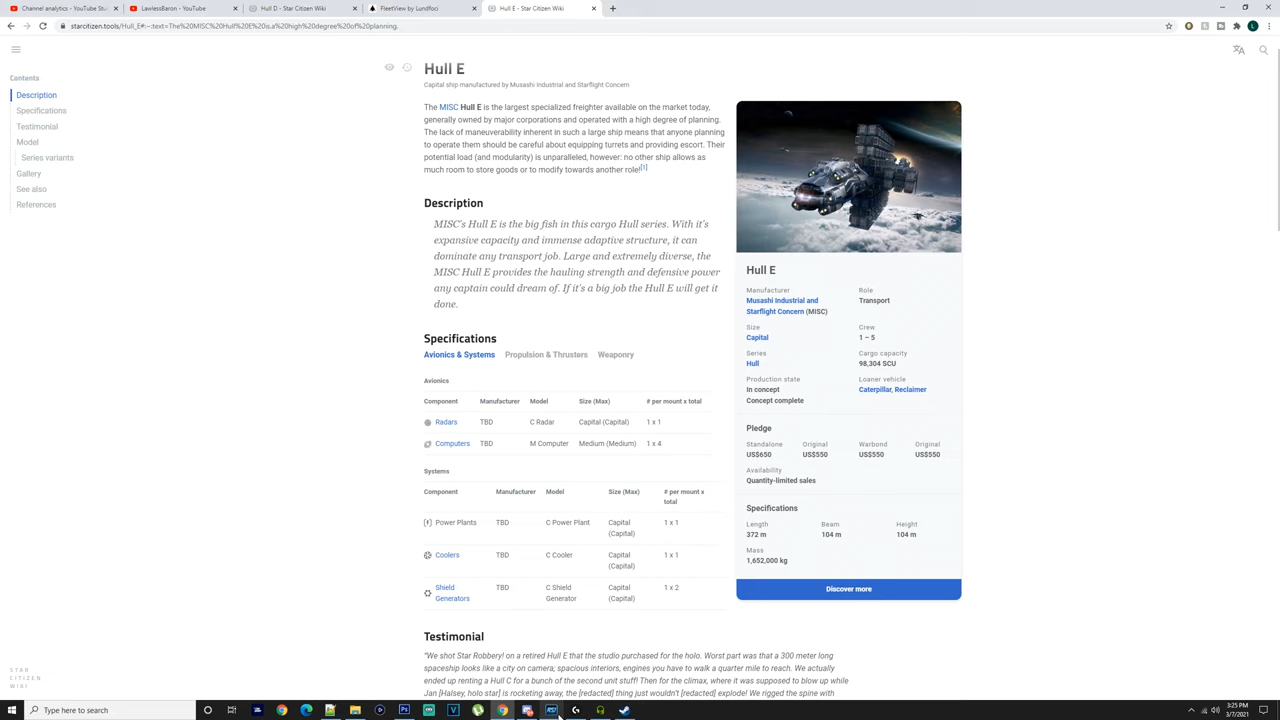 Channel analytics - YouTube Stu
LawlessBaron - YouTube
Hull D - Star Citizen Wiki
FleetView by Lundfoci
Hull E - Star Citizen Wiki
starcitizen.tools/Hull_E#:~:text=The%20MISC%20Hull%20E%20is,a%20high%20degree%20of%20planning.
Contents
Description
Specifications
Testimonial
Model
Series variants
Gallery
See also
References
Hull E
Capital ship manufactured by Musashi Industrial and Starflight Concern
The MISC Hull E is the largest specialized freighter available on the market today,
generally owned by major corporations and operated with a high degree of planning.
The lack of maneuverability inherent in such a large ship means that anyone planning
to operate them should be careful about equipping turrets and providing escort. Their
potential load (and modularity) is unparalleled, however: no other ship allows as
much room to store goods or to modify towards another role![1]
Description
MISC's Hull E is the big fish in this cargo Hull series. With it's
expansive capacity and immense adaptive structure, it can
dominate any transport job. Large and extremely diverse, the
MISC Hull E provides the hauling strength and defensive power
any captain could dream of. If it's a big job the Hull E will get it
done.
Specifications
Avionics & Systems Propulsion & Thrusters Weaponry
Avionics
Component Manufacturer Model Size (Max) # per mount x total
Radars TBD C Radar Capital (Capital) 1 x 1
Computers TBD M Computer Medium (Medium) 1 x 4
Systems
Component Manufacturer Model Size (Max) # per mount x
total
Power Plants TBD C Power Plant Capital 1 x 1
(Capital)
Coolers TBD C Cooler Capital 1 x 1
(Capital)
Shield TBD C Shield Capital 1 x 2
Generators Generator (Capital)
Testimonial
"We shot Star Robbery! on a retired Hull E that the studio purchased for the holo. Worst part was that a 300 meter long
spaceship looks like a city on camera; spacious interiors, engines you have to walk a quarter mile to reach. We actually
ended up renting a Hull C for a bunch of the second unit stuff! Then for the climax, where it was supposed to blow up while
Jan [Halsey, holo star] is rocketing away, the [redacted] thing just wouldn't [redacted] explode! We rigged the spine with
Hull E
Manufacturer Role
Musashi Industrial and Transport
Starflight Concern (MISC)
Size Crew
Capital 1 – 5
Series Cargo capacity
Hull 98,304 SCU
Production state Loaner vehicle
In concept Caterpillar, Reclaimer
Concept complete
Pledge
Standalone Original Warbond Original
US$650 US$550 US$550 US$550
Availability
Quantity-limited sales
Specifications
Length Beam Height
372 m 104 m 104 m
Mass
1,652,000 kg
Discover more
STAR
CITIZEN
WIKI
Type here to search
3:25 PM
3/7/2021